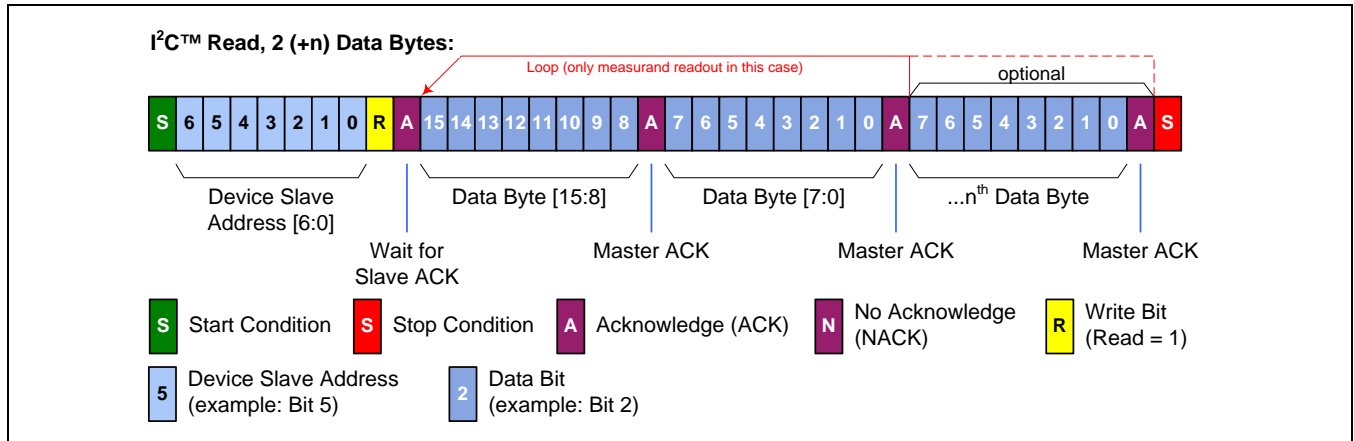 I²C™ Read, 2 (+n) Data Bytes:
Loop (only measurand readout in this case)
optional
S 6 5 4 3 2 1 0 R A 15 14 13 12 11 10 9 8 A 7 6 5 4 3 2 1 0 A 7 6 5 4 3 2 1 0 A S
Device Slave
Address [6:0]
Data Byte [15:8]
Data Byte [7:0]
...nth Data Byte
Wait for
Slave ACK
Master ACK
Master ACK
Master ACK
S Start Condition
S Stop Condition
A Acknowledge (ACK)
N No Acknowledge
(NACK)
R Write Bit
(Read = 1)
5 Device Slave Address
(example: Bit 5)
2 Data Bit
(example: Bit 2)